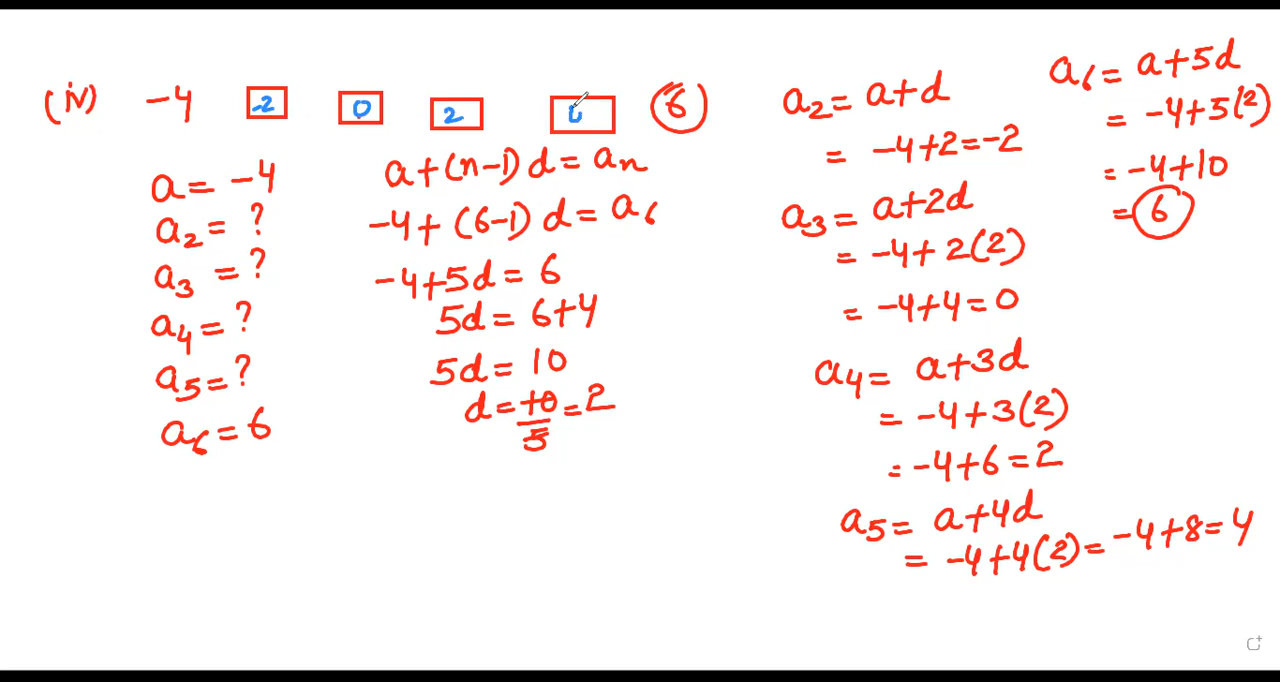 (iv) -4 -2 0 2 6
a = -4
a₂ = ?
a₃ = ?
a₄ = ?
a₅ = ?
a₆ = 6
a+(n-1)d = aₙ
-4+(6-1)d = a₆
-4+5d = 6
5d = 6+4
5d = 10
d = 10/5 = 2
a₂ = a+d
= -4+2=-2
a₃ = a+2d
= -4+2(2)
= -4+4=0
a₄ = a+3d
= -4+3(2)
= -4+6=2
a₅ = a+4d
= -4+4(2)= -4+8=4
a₆ = a+5d
= -4+5(2)
= -4+10
= 6